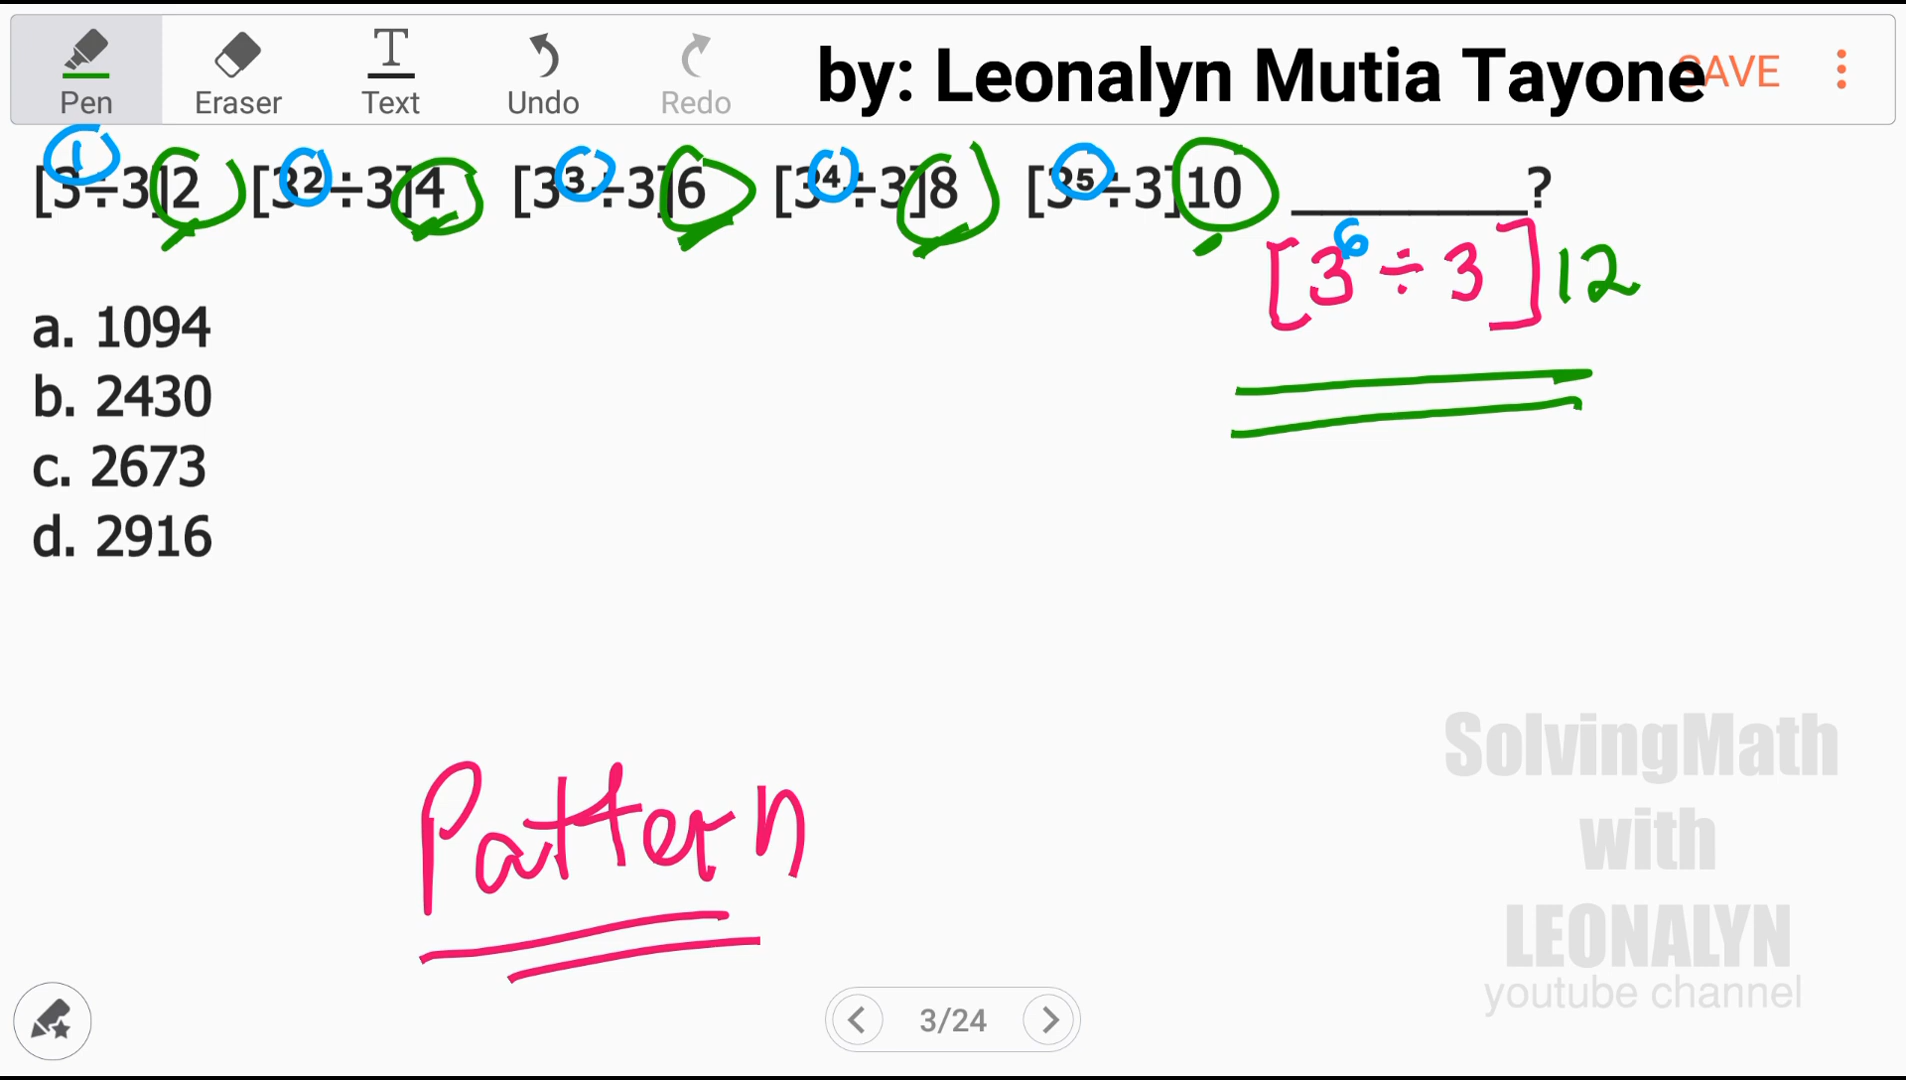 Pen Eraser Text Undo Redo by: Leonalyn Mutia Tayone SAVE
[3÷3]2 [3²÷3]4 [3³÷3]6 [3⁴÷3]8 [3⁵÷3]10 ________?
1
[3⁶ ÷ 3]12
a. 1094
b. 2430
c. 2673
d. 2916
Pattern
SolvingMath
with
LEONALYN
youtube channel
3/24